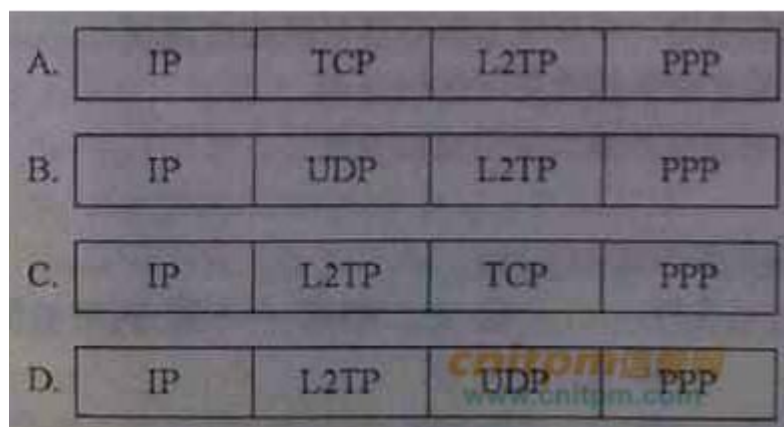 A. IP TCP L2TP PPP
B. IP UDP L2TP PPP
C. IP L2TP TCP PPP
D. IP L2TP UDP PPP
cnitpm
www.cnitpm.com